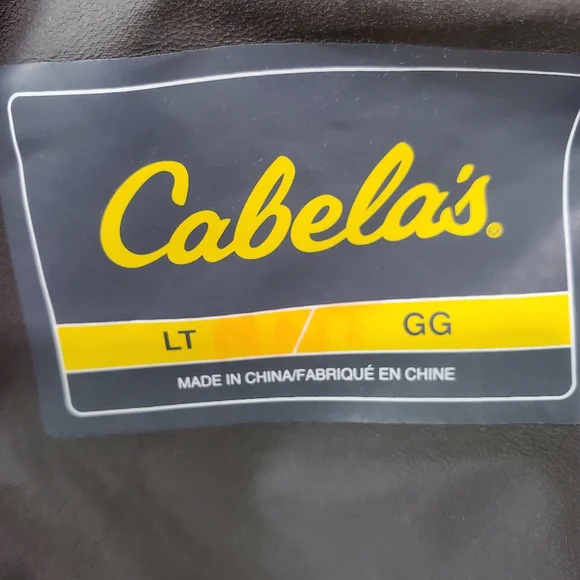 Cabela's®
LT / GG
MADE IN CHINA/FABRIQUÉ EN CHINE